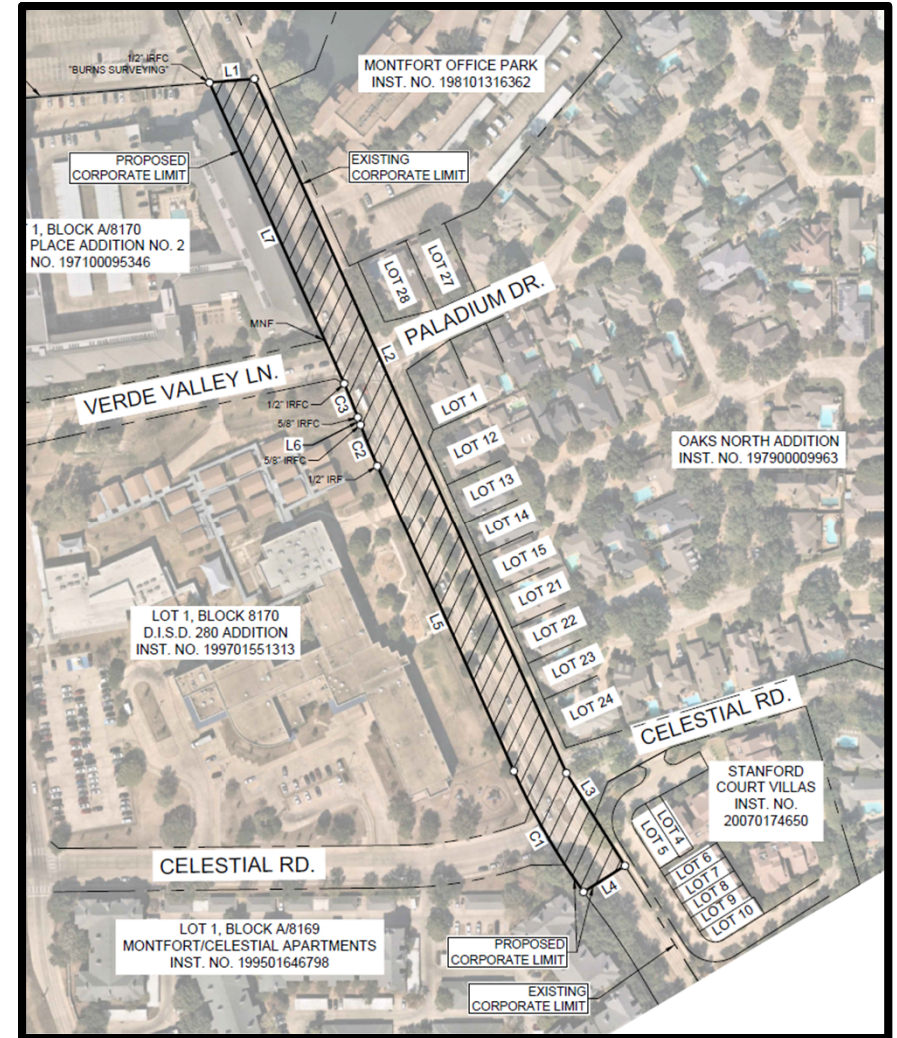 1/2" IRFC
"BURNS SURVEYING"
L1
MONTFORT OFFICE PARK
INST. NO. 198101316362
PROPOSED
CORPORATE LIMIT
EXISTING
CORPORATE LIMIT
1, BLOCK A/8170
PLACE ADDITION NO. 2
NO. 197100095346
L7
LOT 28
LOT 27
PALADIUM DR.
MNF
L2
VERDE VALLEY LN.
1/2" IRFC
C3
5/8" IRFC
L6
5/8" IRFC
C2
1/2" IRF
LOT 1
LOT 12
OAKS NORTH ADDITION
INST. NO. 197900009963
LOT 13
LOT 14
LOT 15
LOT 21
LOT 22
LOT 23
LOT 24
L5
LOT 1, BLOCK 8170
D.I.S.D. 280 ADDITION
INST. NO. 199701551313
CELESTIAL RD.
L3
STANFORD
COURT VILLAS
INST. NO.
20070174650
LOT 4
LOT 5
LOT 6
LOT 7
LOT 8
LOT 9
LOT 10
C1
L4
CELESTIAL RD.
LOT 1, BLOCK A/8169
MONTFORT/CELESTIAL APARTMENTS
INST. NO. 199501646798
PROPOSED
CORPORATE LIMIT
EXISTING
CORPORATE LIMIT